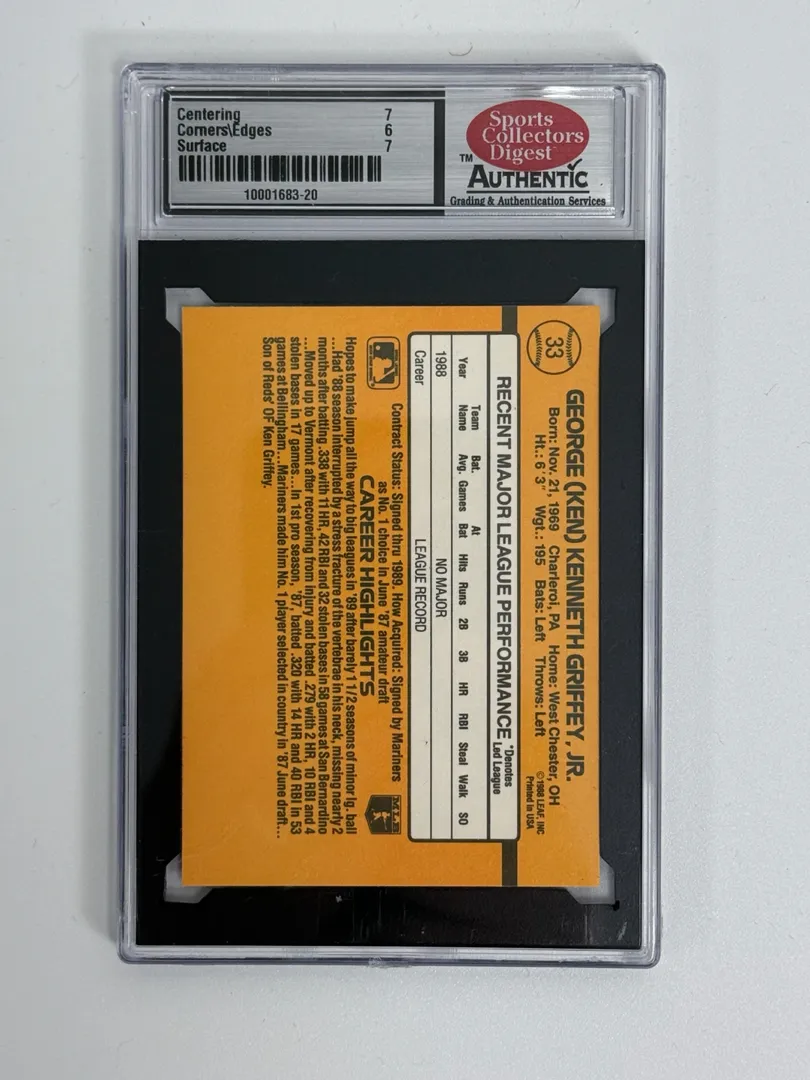 Centering 7
Corners\Edges 6
Surface 7
10001683-20
Sports
Collectors
Digest
™ AUTHENTIC
Grading & Authentication Services
33
GEORGE (KEN) KENNETH GRIFFEY, JR.
Born: Nov. 21, 1969 Charleroi, PA Home: West Chester, OH
Ht.: 6'3" Wgt.: 195 Bats: Left Throws: Left
©1988 LEAF, INC
Printed in USA
RECENT MAJOR LEAGUE PERFORMANCE
*Denotes
Led League
Year Team Name Bat. Avg. Games At Bat Hits Runs 2B 3B HR RBI Steal Walk SO
1988 NO MAJOR
Career LEAGUE RECORD
Contract Status: Signed thru 1989. How Acquired: Signed by Mariners
as No. 1 choice in June '87 amateur draft
CAREER HIGHLIGHTS
MLB
Hopes to make jump all the way to big leagues in '89 after barely 1 1/2 seasons of minor lg. ball
...Had '88 season interrupted by a stress fracture of the vertebrae in his neck, missing nearly 2
months after batting .338 with 11 HR, 42 RBI and 32 stolen bases in 58 games at San Bernardino
...Moved up to Vermont after recovering from injury and batted .279 with 2 HR, 10 RBI and 4
stolen bases in 17 games...In 1st pro season, '87, batted .320 with 14 HR and 40 RBI in 53
games at Bellingham...Mariners made him No. 1 player selected in country in '87 June draft...
Son of Reds' OF Ken Griffey.